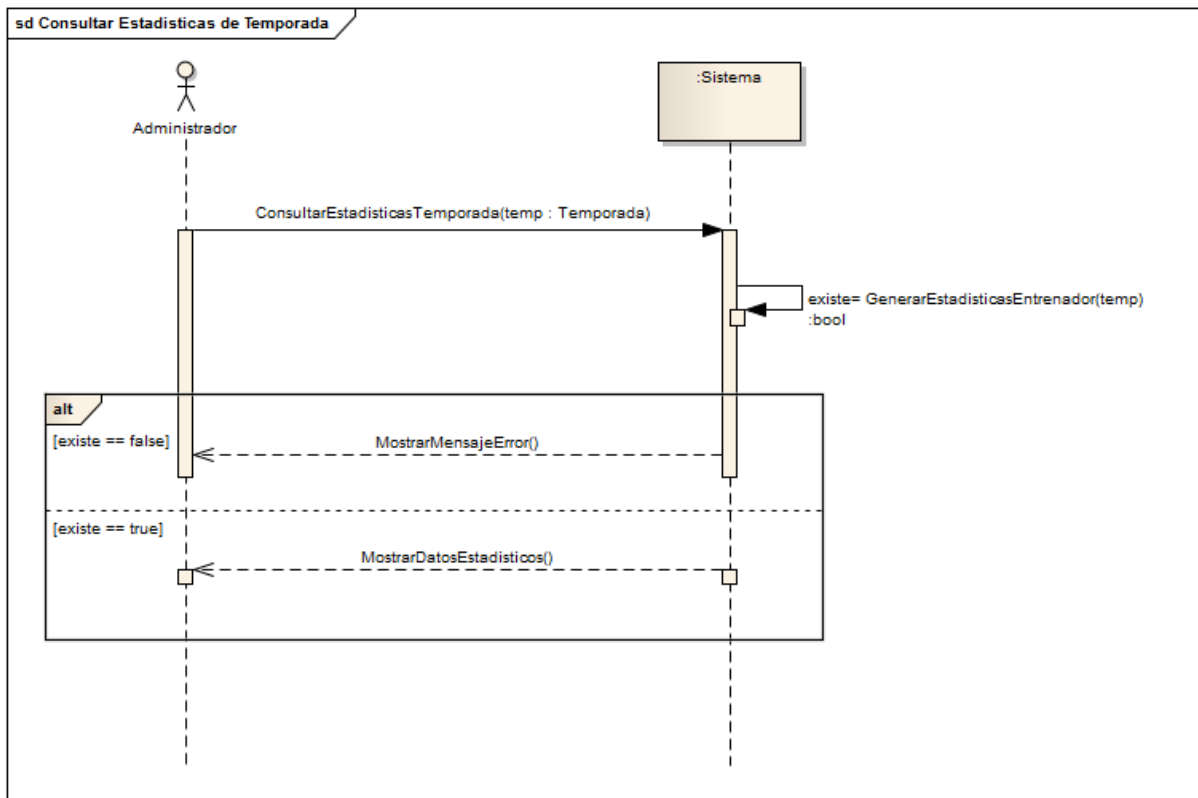 sd Consultar Estadisticas de Temporada
Administrador
:Sistema
ConsultarEstadisticasTemporada(temp : Temporada)
existe= GenerarEstadisticasEntrenador(temp)
:bool
alt
[existe == false]
MostrarMensajeError()
[existe == true]
MostrarDatosEstadisticos()